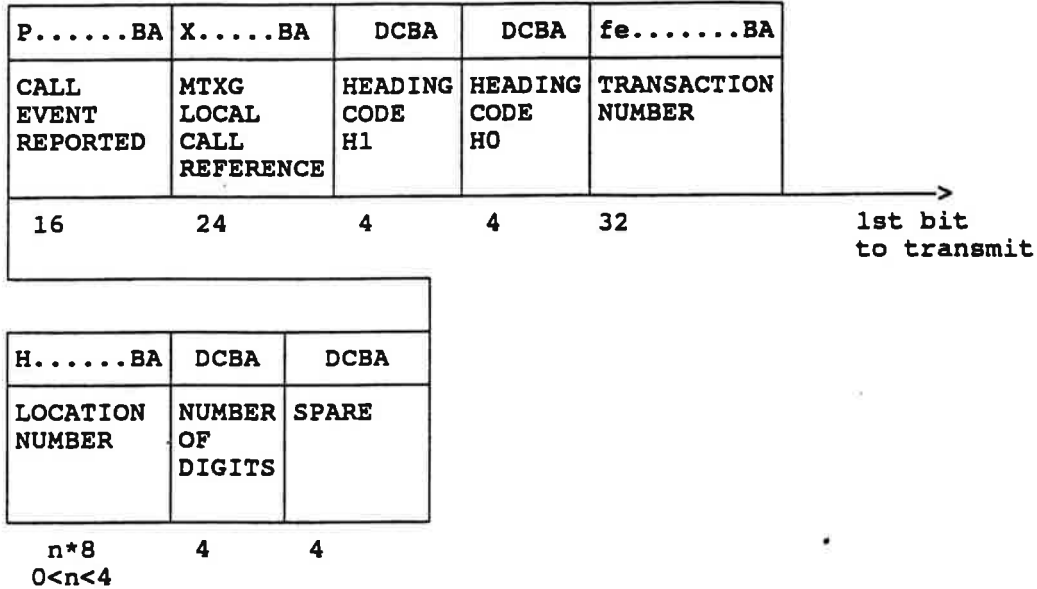 P......BA X.....BA DCBA DCBA fe.......BA
CALL EVENT REPORTED
MTXG LOCAL CALL REFERENCE
HEADING CODE H1
HEADING CODE H0
TRANSACTION NUMBER
16 24 4 4 32 1st bit
to transmit
H......BA DCBA DCBA
LOCATION NUMBER
NUMBER OF DIGITS
SPARE
n*8 4 4
0<n<4